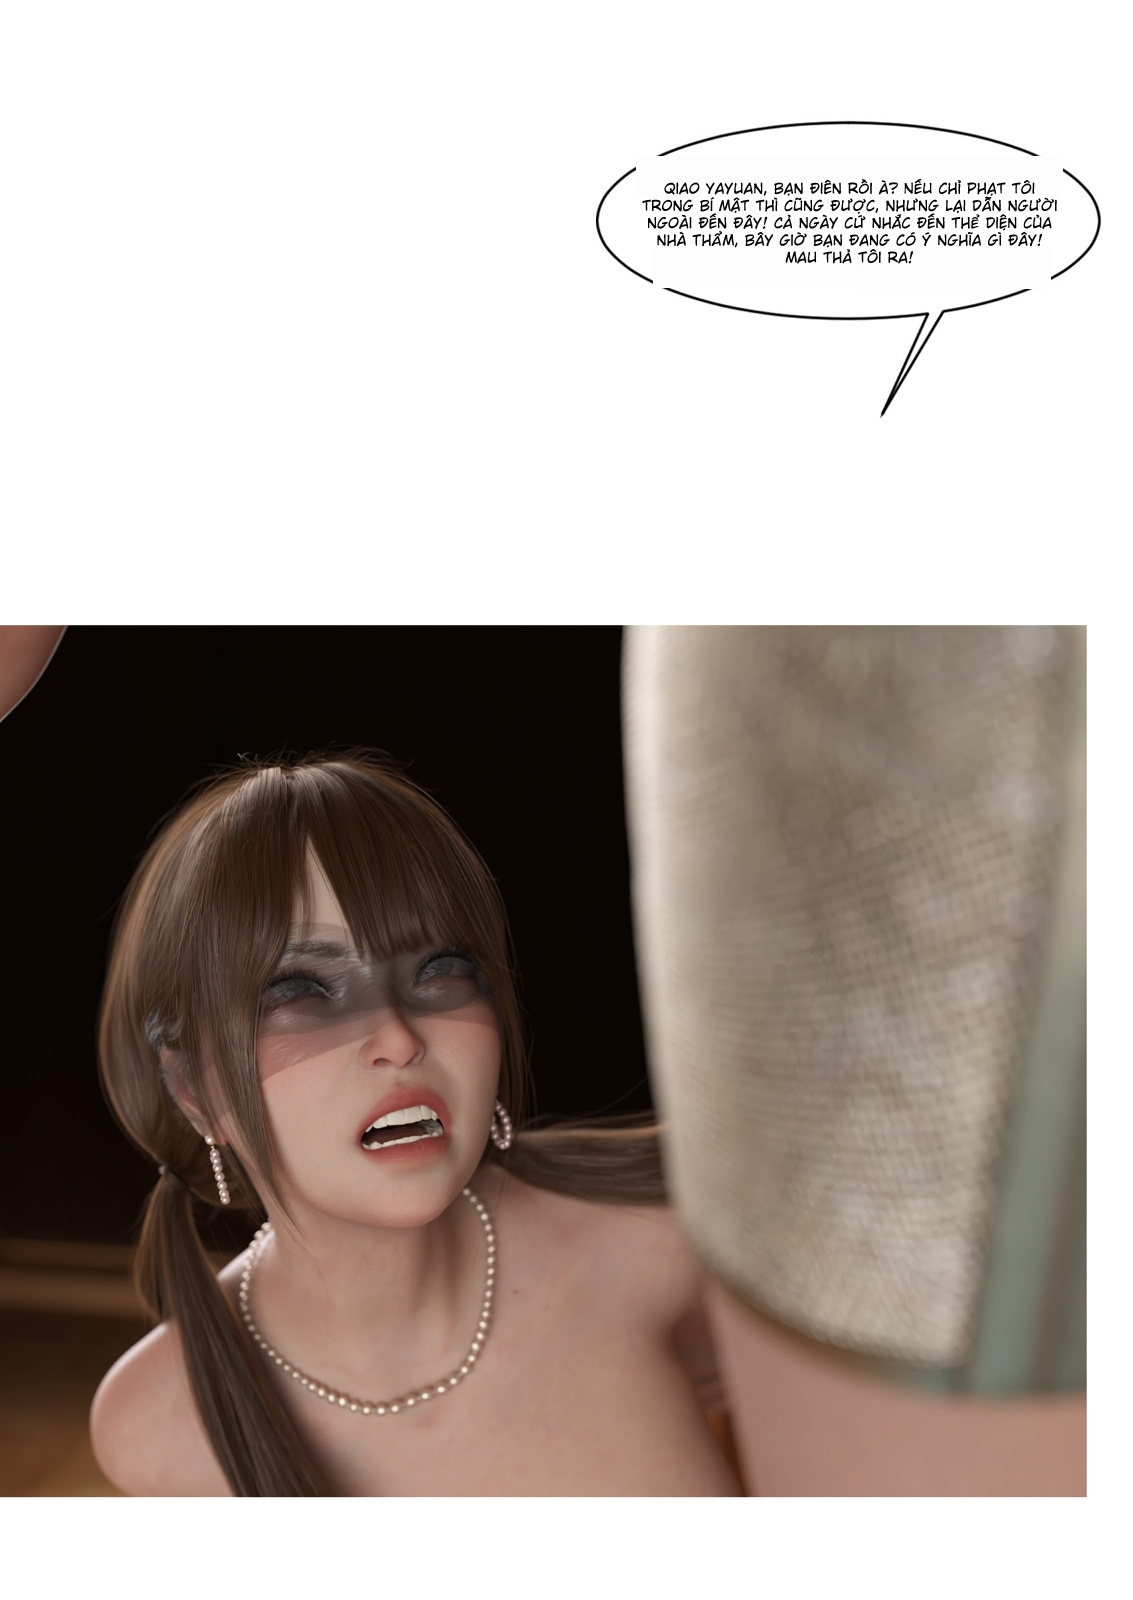 QIAO YAYUAN, BẠN ĐIÊN RỒI À? NẾU CHỈ PHẠT TÔI
TRONG BÍ MẬT THÌ CŨNG ĐƯỢC, NHƯNG LẠI DẪN NGƯỜI
NGOÀI ĐẾN ĐÂY! CẢ NGÀY CỨ NHẮC ĐẾN THỂ DIỆN CỦA
NHÀ THẨM, BÂY GIỜ BẠN ĐANG CÓ Ý NGHĨA GÌ ĐÂY!
MAU THẢ TÔI RA!